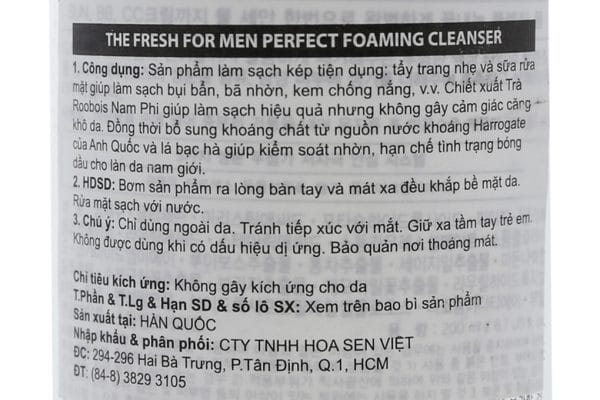 THE FRESH FOR MEN PERFECT FOAMING CLEANSER
1. Công dụng: Sản phẩm làm sạch kép tiện dụng: tẩy trang nhẹ và sữa rửa
mặt giúp làm sạch bụi bẩn, bã nhờn, kem chống nắng, v.v. Chiết xuất Trà
Roobois Nam Phi giúp làm sạch hiệu quả nhưng không gây cảm giác căng
khô da. Đồng thời bổ sung khoáng chất từ nguồn nước khoáng Harrogate
của Anh Quốc và lá bạc hà giúp kiểm soát nhờn, hạn chế tình trạng bóng
dầu cho làn da nam giới.
2. HDSD: Bơm sản phẩm ra lòng bàn tay và mát xa đều khắp bề mặt da.
Rửa mặt sạch với nước.
3. Chú ý: Chỉ dùng ngoài da. Tránh tiếp xúc với mắt. Giữ xa tầm tay trẻ em.
Không được dùng khi có dấu hiệu dị ứng. Bảo quản nơi thoáng mát.
Chỉ tiêu kích ứng: Không gây kích ứng cho da
T.Phần & T.Lg & Hạn SD & số lô SX: Xem trên bao bì sản phẩm
Sản xuất tại: HÀN QUỐC
Nhập khẩu & phân phối: CTY TNHH HOA SEN VIỆT
ĐC: 294-296 Hai Bà Trưng, P.Tân Định, Q.1, HCM
ĐT: (84-8) 3829 3105